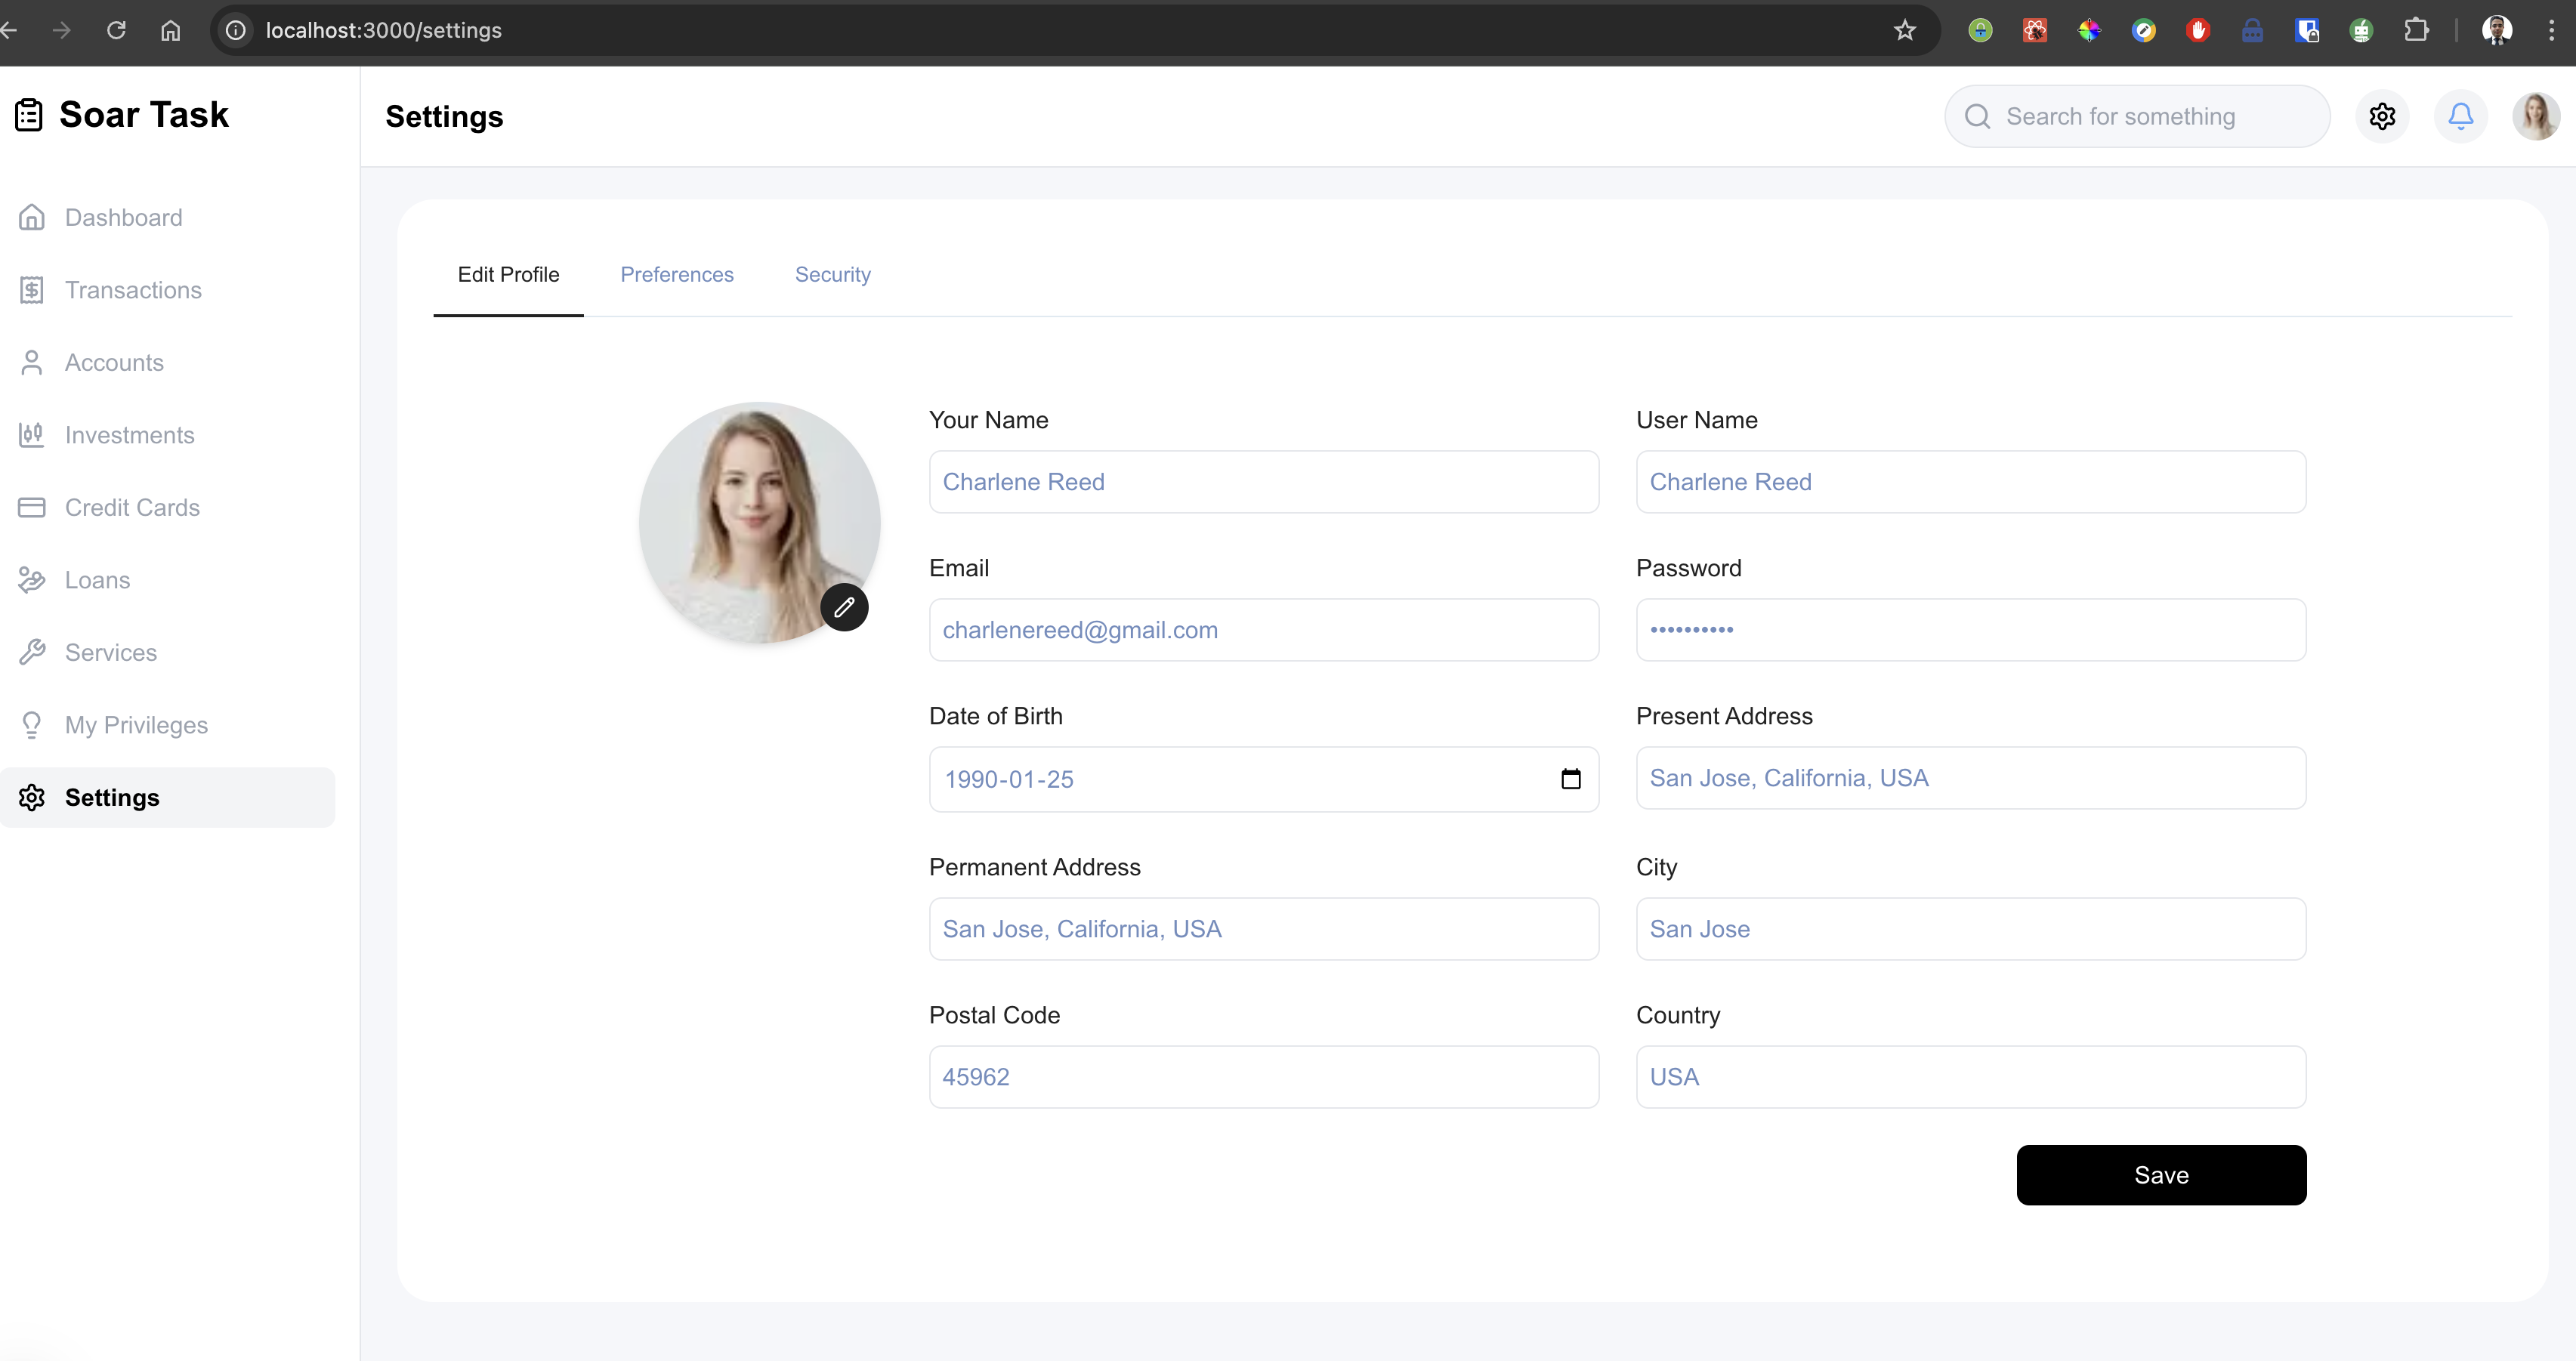 localhost:3000/settings
Soar Task
Dashboard
Transactions
Accounts
Investments
Credit Cards
Loans
Services
My Privileges
Settings
Settings
Search for something
Edit Profile Preferences Security
Your Name User Name
Charlene Reed Charlene Reed
Email Password
charlenereed@gmail.com ••••••••••
Date of Birth Present Address
1990-01-25 San Jose, California, USA
Permanent Address City
San Jose, California, USA San Jose
Postal Code Country
45962 USA
Save